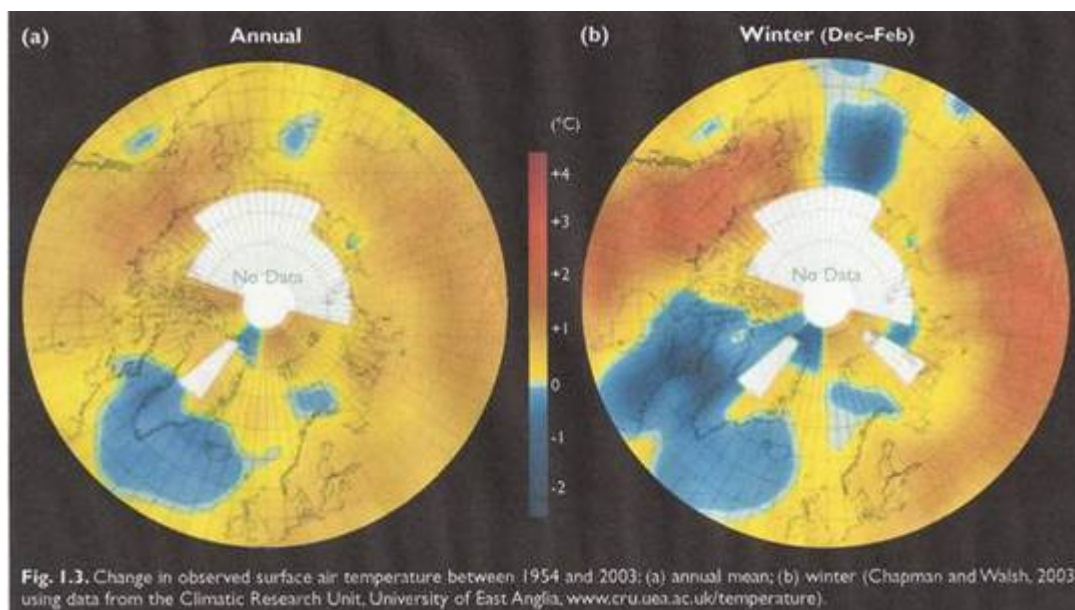 (a)
Annual
(b)
Winter (Dec–Feb)
(°C)
+4
+3
+2
+1
0
-1
-2
No Data
No Data
Fig. 1.3. Change in observed surface air temperature between 1954 and 2003: (a) annual mean; (b) winter (Chapman and Walsh, 2003
using data from the Climatic Research Unit, University of East Anglia, www.cru.uea.ac.uk/temperature).